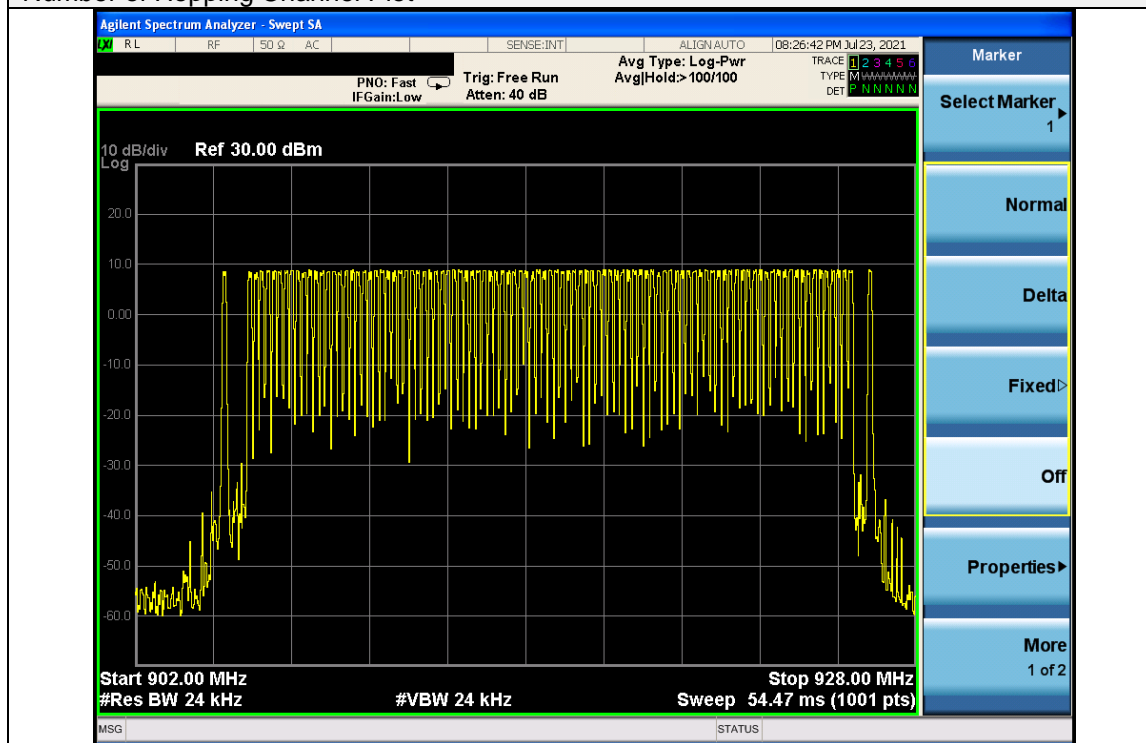 Number of Hopping Channel Plot
Agilent Spectrum Analyzer - Swept SA
LXI RL RF 50 Ω AC SENSE:INT ALIGN AUTO 08:26:42 PM Jul 23, 2021
Marker
Avg Type: Log-Pwr
TRACE 1 2 3 4 5 6
PNO: Fast Trig: Free Run Avg|Hold:>100/100
TYPE M WWWWW
IFGain:Low Atten: 40 dB
DET P N N N N N
Select Marker
1
10 dB/div Ref 30.00 dBm
Log
20.0
Normal
10.0
Delta
0.00
-10.0
Fixed
-20.0
-30.0
Off
-40.0
-50.0
Properties
-60.0
More
1 of 2
Start 902.00 MHz Stop 928.00 MHz
#Res BW 24 kHz #VBW 24 kHz Sweep 54.47 ms (1001 pts)
MSG STATUS